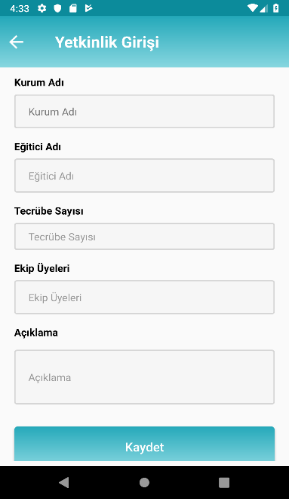 4:33
Yetkinlik Girişi
Kurum Adı
Kurum Adı
Eğitici Adı
Eğitici Adı
Tecrübe Sayısı
Tecrübe Sayısı
Ekip Üyeleri
Ekip Üyeleri
Açıklama
Açıklama
Kaydet